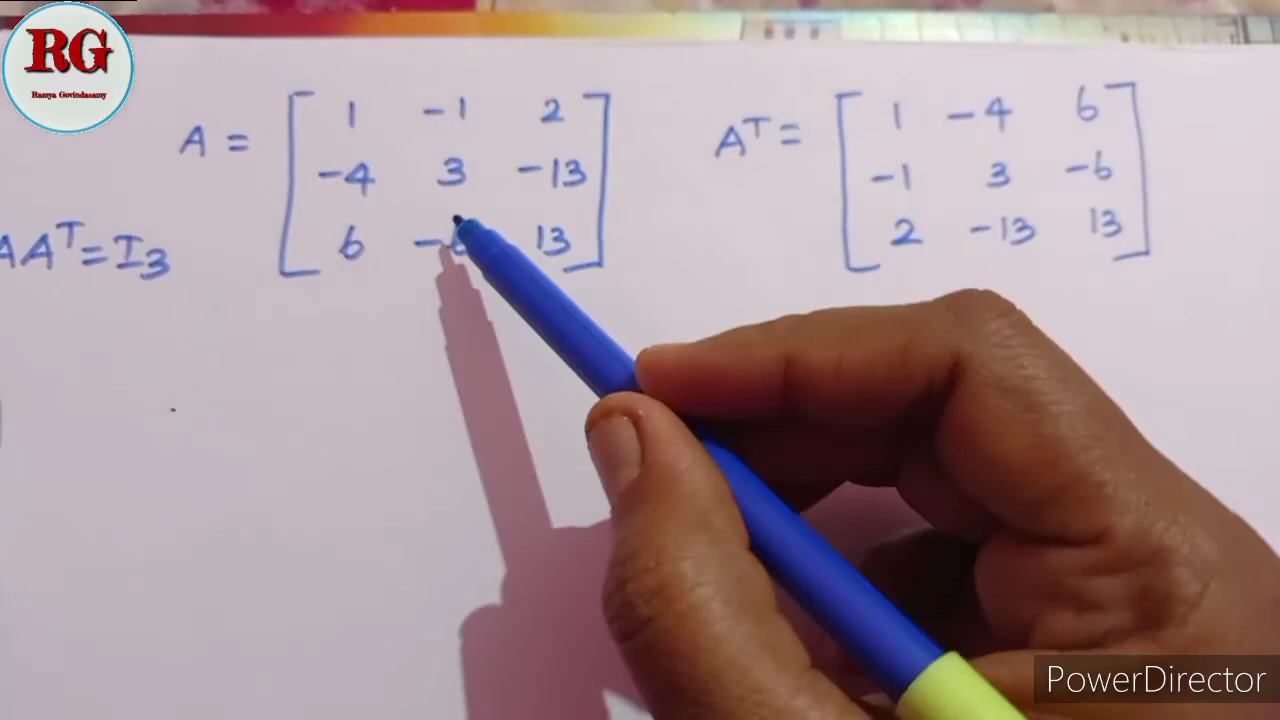 RG
Ramya Govindasamy
A = [ 1 -1 2
-4 3 -13
6 -6 13 ]
Aᵀ = [ 1 -4 6
-1 3 -6
2 -13 13 ]
AAᵀ = I₃
PowerDirector